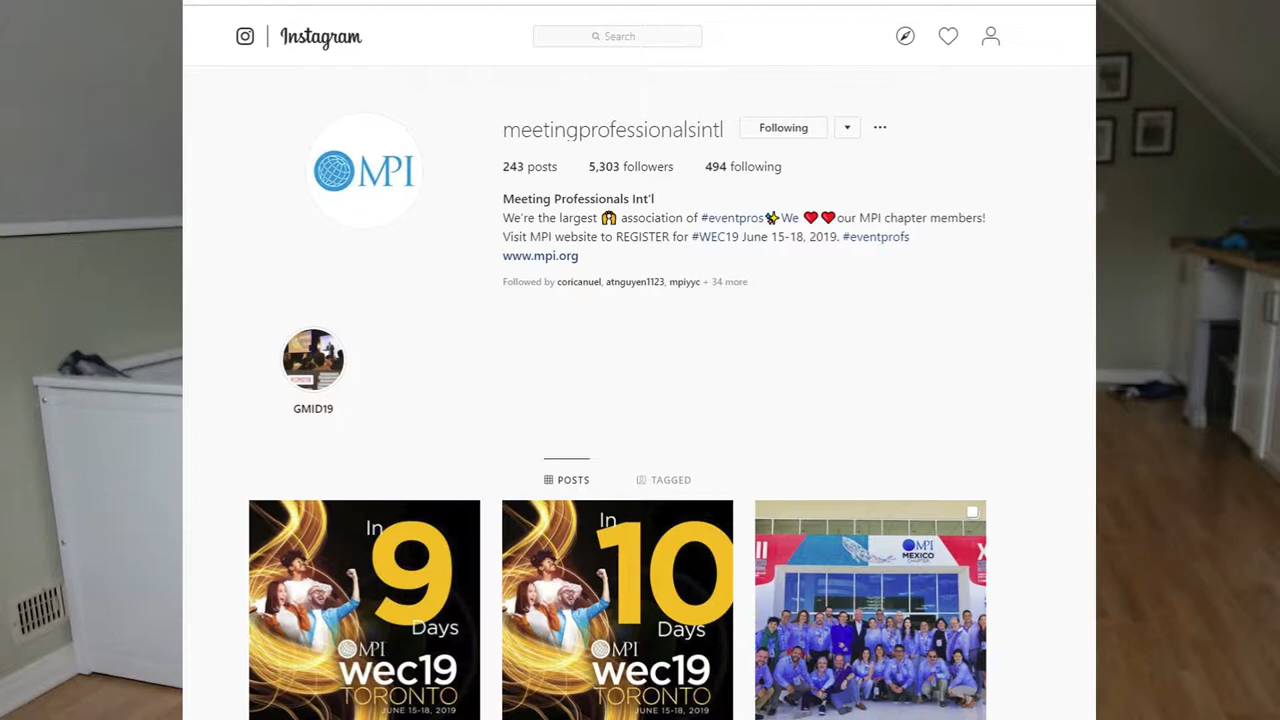 Instagram
Search
meetingprofessionalsintl Following
243 posts 5,303 followers 494 following
Meeting Professionals Int'l
We're the largest 🙌 association of #eventpros✨We ❤️❤️our MPI chapter members!
Visit MPI website to REGISTER for #WEC19 June 15-18, 2019. #eventprofs
www.mpi.org
Followed by coricanuel, atnguyen1123, mpiyyc + 34 more
MPI
GMID19
POSTS TAGGED
In 9
Days
MPI
wec19
TORONTO
JUNE 15-18, 2019
In 10
Days
MPI
wec19
TORONTO
JUNE 15-18, 2019
MPI
MEXICO
CHAPTER